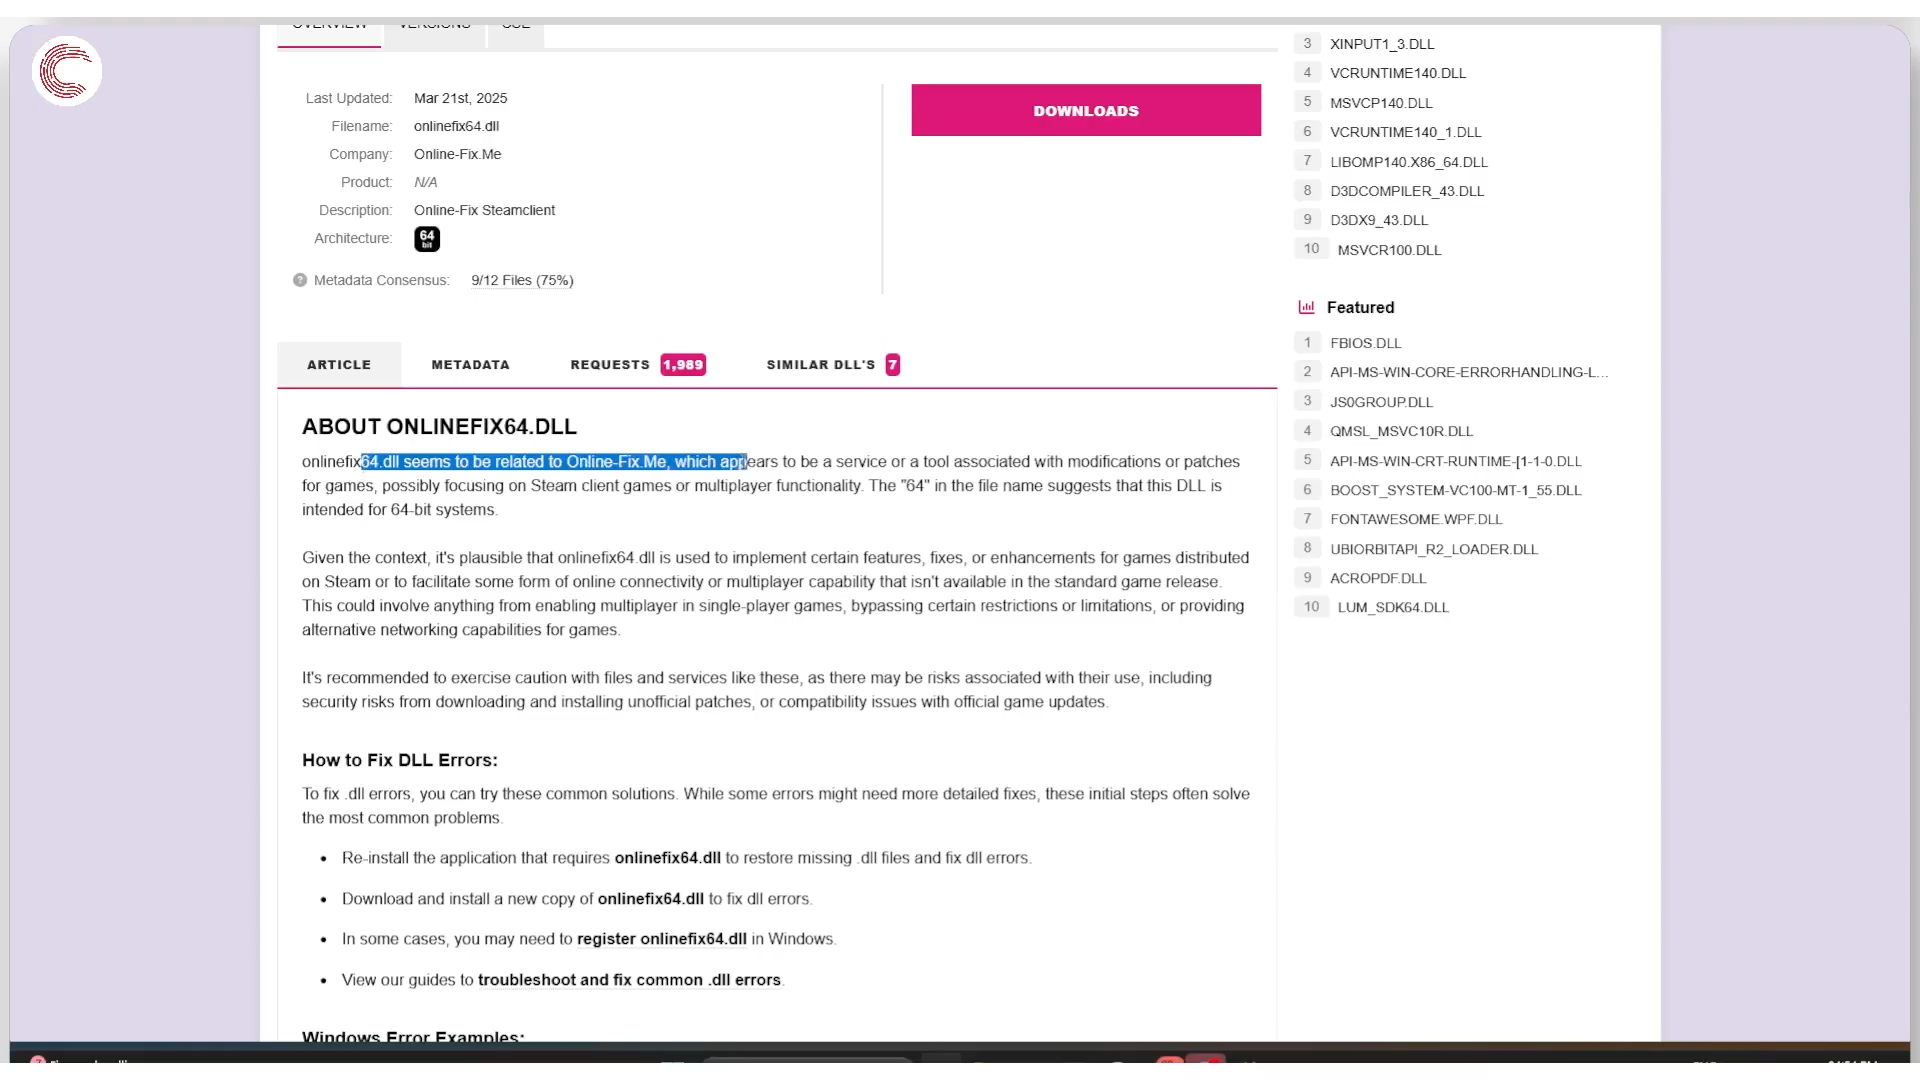 OVERVIEW VERSIONS USE
Last Updated: Mar 21st, 2025
Filename: onlinefix64.dll
Company: Online-Fix.Me
Product: N/A
Description: Online-Fix Steamclient
Architecture: 64 bit
? Metadata Consensus: 9/12 Files (75%)
DOWNLOADS
ARTICLE METADATA REQUESTS 1,989 SIMILAR DLL'S 7
ABOUT ONLINEFIX64.DLL
onlinefix64.dll seems to be related to Online-Fix.Me, which appears to be a service or a tool associated with modifications or patches
for games, possibly focusing on Steam client games or multiplayer functionality. The "64" in the file name suggests that this DLL is
intended for 64-bit systems.
Given the context, it's plausible that onlinefix64.dll is used to implement certain features, fixes, or enhancements for games distributed
on Steam or to facilitate some form of online connectivity or multiplayer capability that isn't available in the standard game release.
This could involve anything from enabling multiplayer in single-player games, bypassing certain restrictions or limitations, or providing
alternative networking capabilities for games.
It's recommended to exercise caution with files and services like these, as there may be risks associated with their use, including
security risks from downloading and installing unofficial patches, or compatibility issues with official game updates.
How to Fix DLL Errors:
To fix .dll errors, you can try these common solutions. While some errors might need more detailed fixes, these initial steps often solve
the most common problems.
• Re-install the application that requires onlinefix64.dll to restore missing .dll files and fix dll errors.
• Download and install a new copy of onlinefix64.dll to fix dll errors.
• In some cases, you may need to register onlinefix64.dll in Windows.
• View our guides to troubleshoot and fix common .dll errors.
Windows Error Examples:
3 XINPUT1_3.DLL
4 VCRUNTIME140.DLL
5 MSVCP140.DLL
6 VCRUNTIME140_1.DLL
7 LIBOMP140.X86_64.DLL
8 D3DCOMPILER_43.DLL
9 D3DX9_43.DLL
10 MSVCR100.DLL
Featured
1 FBIOS.DLL
2 API-MS-WIN-CORE-ERRORHANDLING-L...
3 JS0GROUP.DLL
4 QMSL_MSVC10R.DLL
5 API-MS-WIN-CRT-RUNTIME-[1-1-0.DLL
6 BOOST_SYSTEM-VC100-MT-1_55.DLL
7 FONTAWESOME.WPF.DLL
8 UBIORBITAPI_R2_LOADER.DLL
9 ACROPDF.DLL
10 LUM_SDK64.DLL